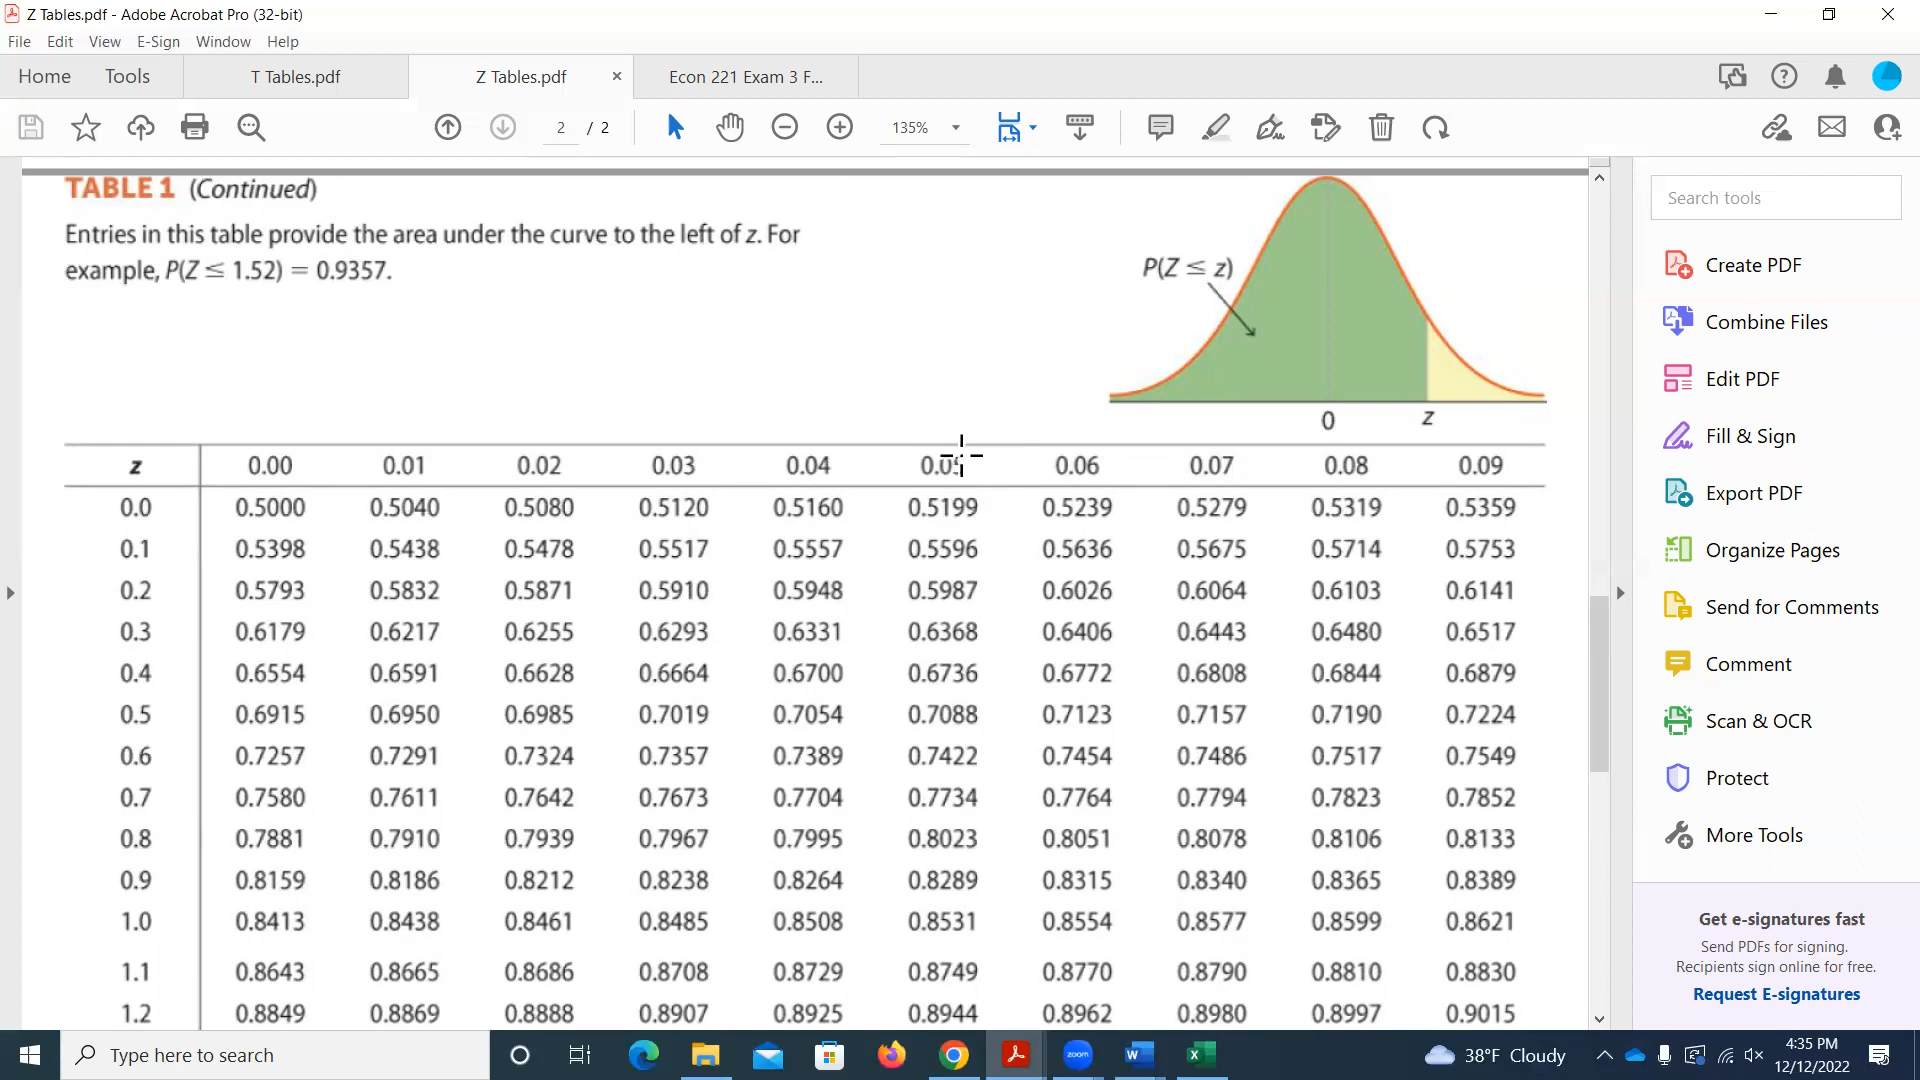 Z Tables.pdf - Adobe Acrobat Pro (32-bit)
File Edit View E-Sign Window Help
Home Tools T Tables.pdf Z Tables.pdf × Econ 221 Exam 3 F...
2 / 2 135%
TABLE 1 (Continued)
Entries in this table provide the area under the curve to the left of z. For
example, P(Z ≤ 1.52) = 0.9357.
P(Z ≤ z)
0 z
z 0.00 0.01 0.02 0.03 0.04 0.05 0.06 0.07 0.08 0.09
0.0 0.5000 0.5040 0.5080 0.5120 0.5160 0.5199 0.5239 0.5279 0.5319 0.5359
0.1 0.5398 0.5438 0.5478 0.5517 0.5557 0.5596 0.5636 0.5675 0.5714 0.5753
0.2 0.5793 0.5832 0.5871 0.5910 0.5948 0.5987 0.6026 0.6064 0.6103 0.6141
0.3 0.6179 0.6217 0.6255 0.6293 0.6331 0.6368 0.6406 0.6443 0.6480 0.6517
0.4 0.6554 0.6591 0.6628 0.6664 0.6700 0.6736 0.6772 0.6808 0.6844 0.6879
0.5 0.6915 0.6950 0.6985 0.7019 0.7054 0.7088 0.7123 0.7157 0.7190 0.7224
0.6 0.7257 0.7291 0.7324 0.7357 0.7389 0.7422 0.7454 0.7486 0.7517 0.7549
0.7 0.7580 0.7611 0.7642 0.7673 0.7704 0.7734 0.7764 0.7794 0.7823 0.7852
0.8 0.7881 0.7910 0.7939 0.7967 0.7995 0.8023 0.8051 0.8078 0.8106 0.8133
0.9 0.8159 0.8186 0.8212 0.8238 0.8264 0.8289 0.8315 0.8340 0.8365 0.8389
1.0 0.8413 0.8438 0.8461 0.8485 0.8508 0.8531 0.8554 0.8577 0.8599 0.8621
1.1 0.8643 0.8665 0.8686 0.8708 0.8729 0.8749 0.8770 0.8790 0.8810 0.8830
1.2 0.8849 0.8869 0.8888 0.8907 0.8925 0.8944 0.8962 0.8980 0.8997 0.9015
Search tools
Create PDF
Combine Files
Edit PDF
Fill & Sign
Export PDF
Organize Pages
Send for Comments
Comment
Scan & OCR
Protect
More Tools
Get e-signatures fast
Send PDFs for signing.
Recipients sign online for free.
Request E-signatures
Type here to search
zoom
38°F Cloudy
4:35 PM
12/12/2022